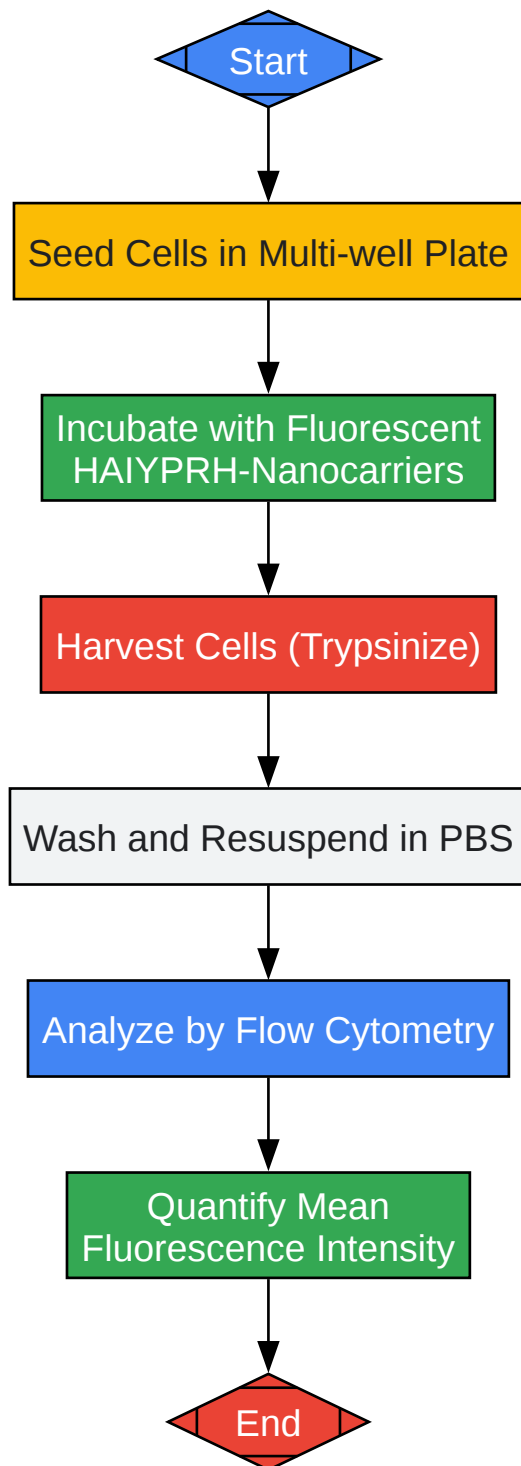 Start
Seed Cells in Multi-well Plate
Incubate with Fluorescent
HAIYPRH-Nanocarriers
Harvest Cells (Trypsinize)
Wash and Resuspend in PBS
Analyze by Flow Cytometry
Quantify Mean
Fluorescence Intensity
End